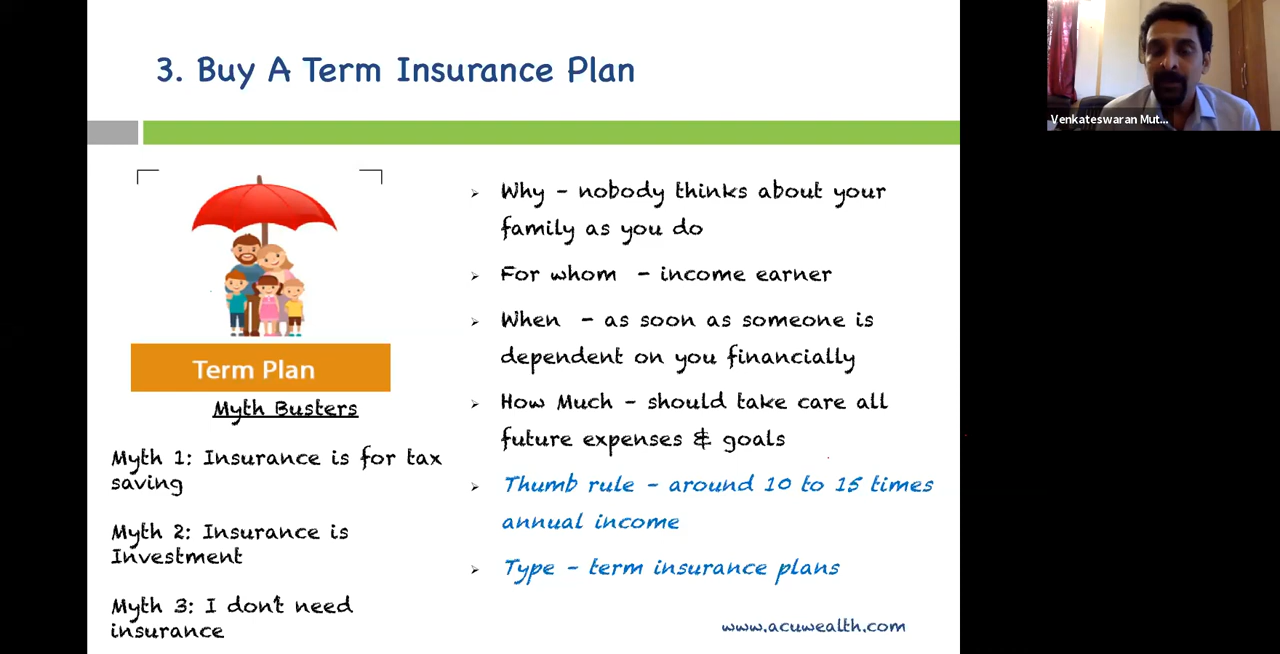 3. Buy A Term Insurance Plan
Venkateswaran Mut...
Term Plan
Myth Busters
Myth 1: Insurance is for tax
saving
Myth 2: Insurance is
Investment
Myth 3: I don't need
insurance
Why – nobody thinks about your
family as you do
For whom – income earner
When – as soon as someone is
dependent on you financially
How Much – should take care all
future expenses & goals
Thumb rule – around 10 to 15 times
annual income
Type – term insurance plans
www.acuwealth.com